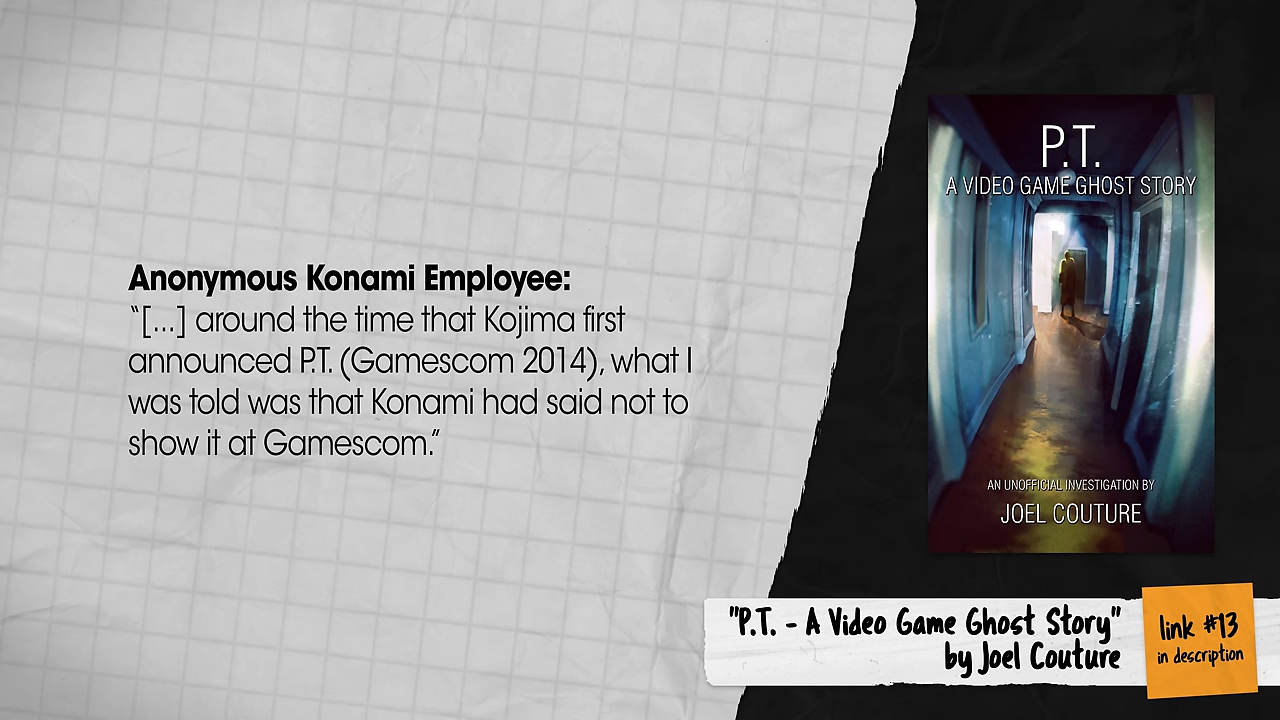 Anonymous Konami Employee:
“[...] around the time that Kojima first
announced P.T. (Gamescom 2014), what I
was told was that Konami had said not to
show it at Gamescom.”
P.T.
A VIDEO GAME GHOST STORY
AN UNOFFICIAL INVESTIGATION BY
JOEL COUTURE
"P.T. - A Video Game Ghost Story"
by Joel Couture
link #13
in description